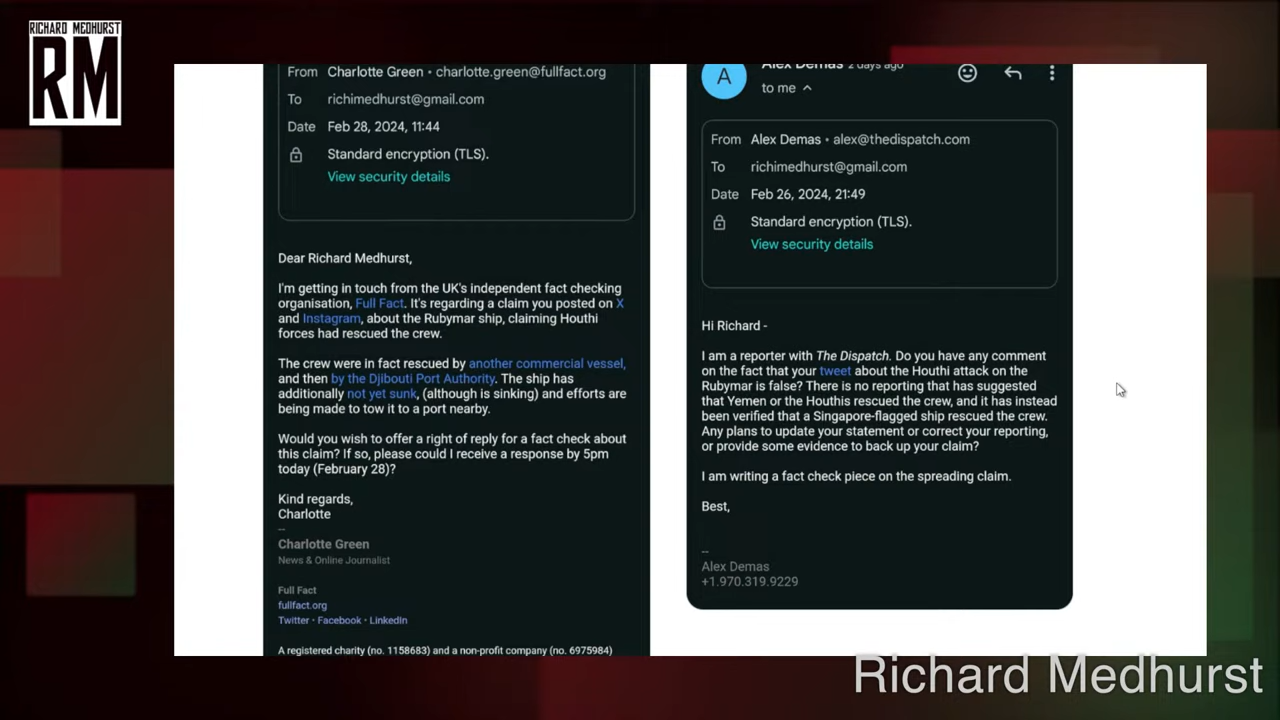 RICHARD MEDHURST
RM
From Charlotte Green • charlotte.green@fullfact.org
To richimedhurst@gmail.com
Date Feb 28, 2024, 11:44
Standard encryption (TLS).
View security details
Dear Richard Medhurst,
I'm getting in touch from the UK's independent fact checking
organisation, Full Fact. It's regarding a claim you posted on X
and Instagram, about the Rubymar ship, claiming Houthi
forces had rescued the crew.
The crew were in fact rescued by another commercial vessel,
and then by the Djibouti Port Authority. The ship has
additionally not yet sunk, (although is sinking) and efforts are
being made to tow it to a port nearby.
Would you wish to offer a right of reply for a fact check about
this claim? If so, please could I receive a response by 5pm
today (February 28)?
Kind regards,
Charlotte
--
Charlotte Green
News & Online Journalist
Full Fact
fullfact.org
Twitter • Facebook • LinkedIn
A registered charity (no. 1158683) and a non-profit company (no. 6975984)
A
Alex Demas 2 days ago
to me
From Alex Demas • alex@thedispatch.com
To richimedhurst@gmail.com
Date Feb 26, 2024, 21:49
Standard encryption (TLS).
View security details
Hi Richard -
I am a reporter with The Dispatch. Do you have any comment
on the fact that your tweet about the Houthi attack on the
Rubymar is false? There is no reporting that has suggested
that Yemen or the Houthis rescued the crew, and it has instead
been verified that a Singapore-flagged ship rescued the crew.
Any plans to update your statement or correct your reporting,
or provide some evidence to back up your claim?
I am writing a fact check piece on the spreading claim.
Best,
--
Alex Demas
+1.970.319.9229
Richard Medhurst